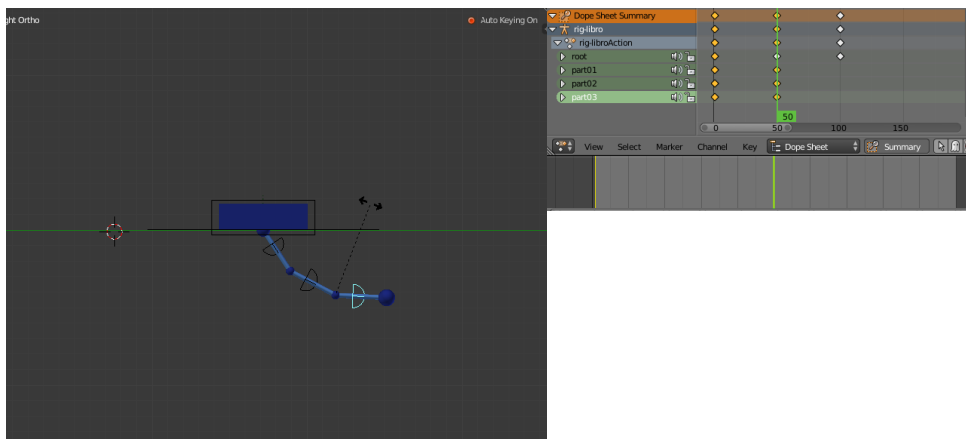 ght Ortho
Auto Keying On
Dope Sheet Summary
rig-libro
rig-libroAction
root
part01
part02
part03
50
0 50 100 150
View Select Marker Channel Key Dope Sheet Summary